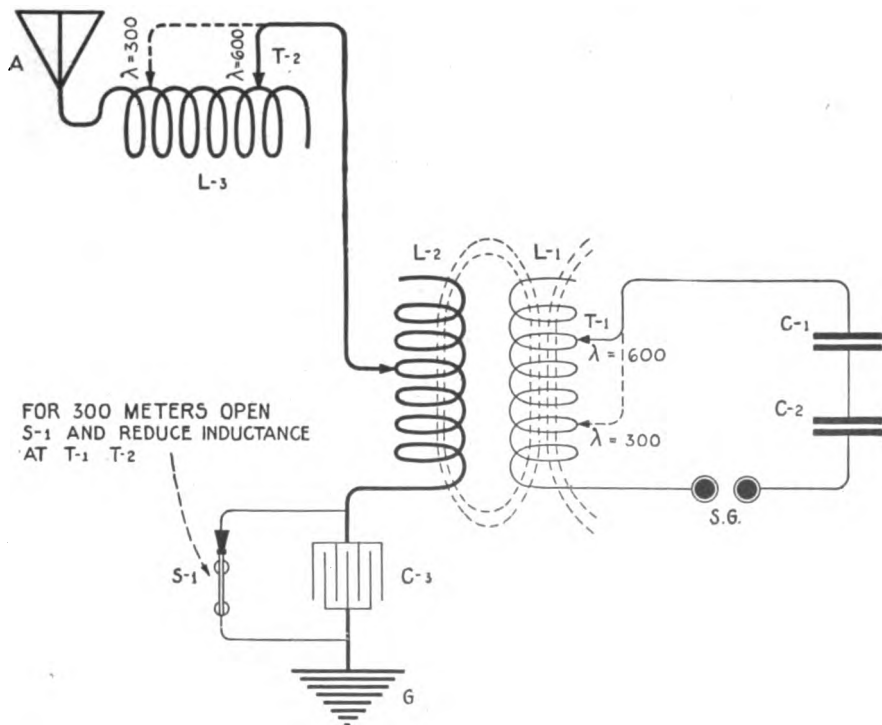 A
λ=300
λ=600
T-2
L-3
L-2
L-1
T-1
λ=600
λ=300
C-1
C-2
S.G.
FOR 300 METERS OPEN
S-1 AND REDUCE INDUCTANCE
AT T-1 T-2
S-1
C-3
G